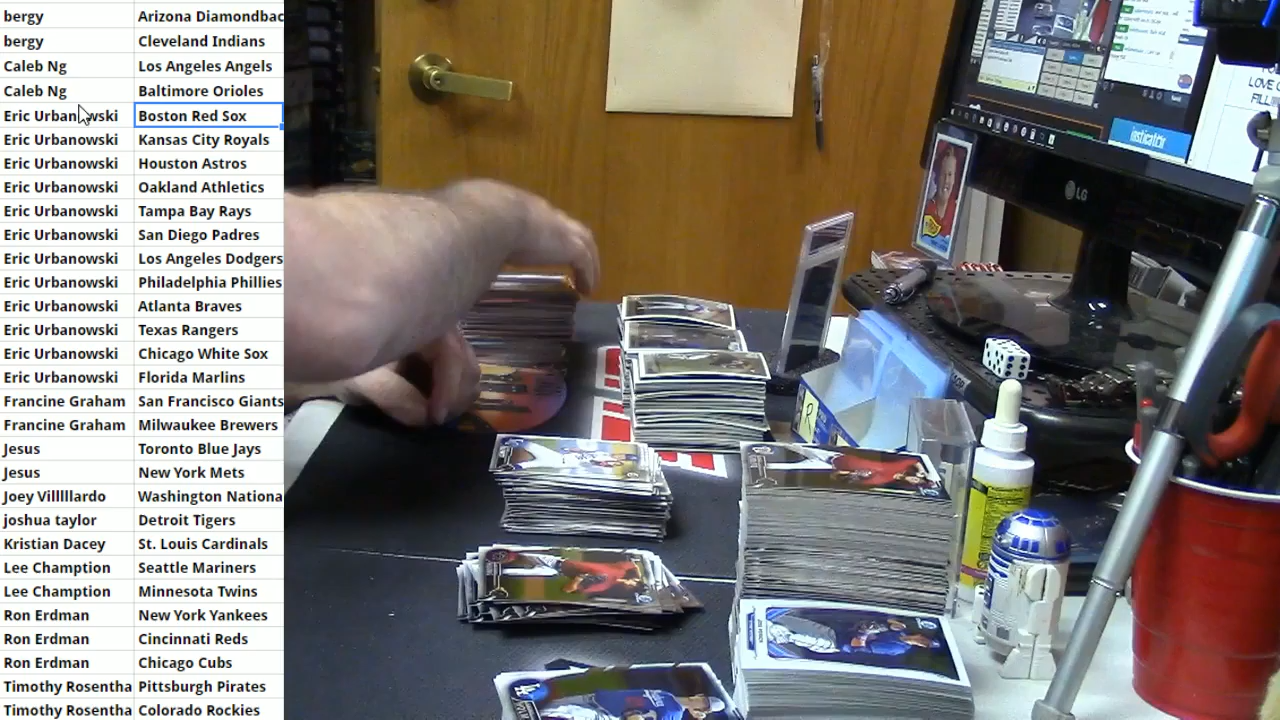 bergy Arizona Diamondbac
bergy Cleveland Indians
Caleb Ng Los Angeles Angels
Caleb Ng Baltimore Orioles
Eric Urbanowski Boston Red Sox
Eric Urbanowski Kansas City Royals
Eric Urbanowski Houston Astros
Eric Urbanowski Oakland Athletics
Eric Urbanowski Tampa Bay Rays
Eric Urbanowski San Diego Padres
Eric Urbanowski Los Angeles Dodgers
Eric Urbanowski Philadelphia Phillies
Eric Urbanowski Atlanta Braves
Eric Urbanowski Texas Rangers
Eric Urbanowski Chicago White Sox
Eric Urbanowski Florida Marlins
Francine Graham San Francisco Giants
Francine Graham Milwaukee Brewers
Jesus Toronto Blue Jays
Jesus New York Mets
Joey Villlllardo Washington Nationa
joshua taylor Detroit Tigers
Kristian Dacey St. Louis Cardinals
Lee Champion Seattle Mariners
Lee Champion Minnesota Twins
Ron Erdman New York Yankees
Ron Erdman Cincinnati Reds
Ron Erdman Chicago Cubs
Timothy Rosentha Pittsburgh Pirates
Timothy Rosentha Colorado Rockies
insticator
LG
LOVE
FILLI
R